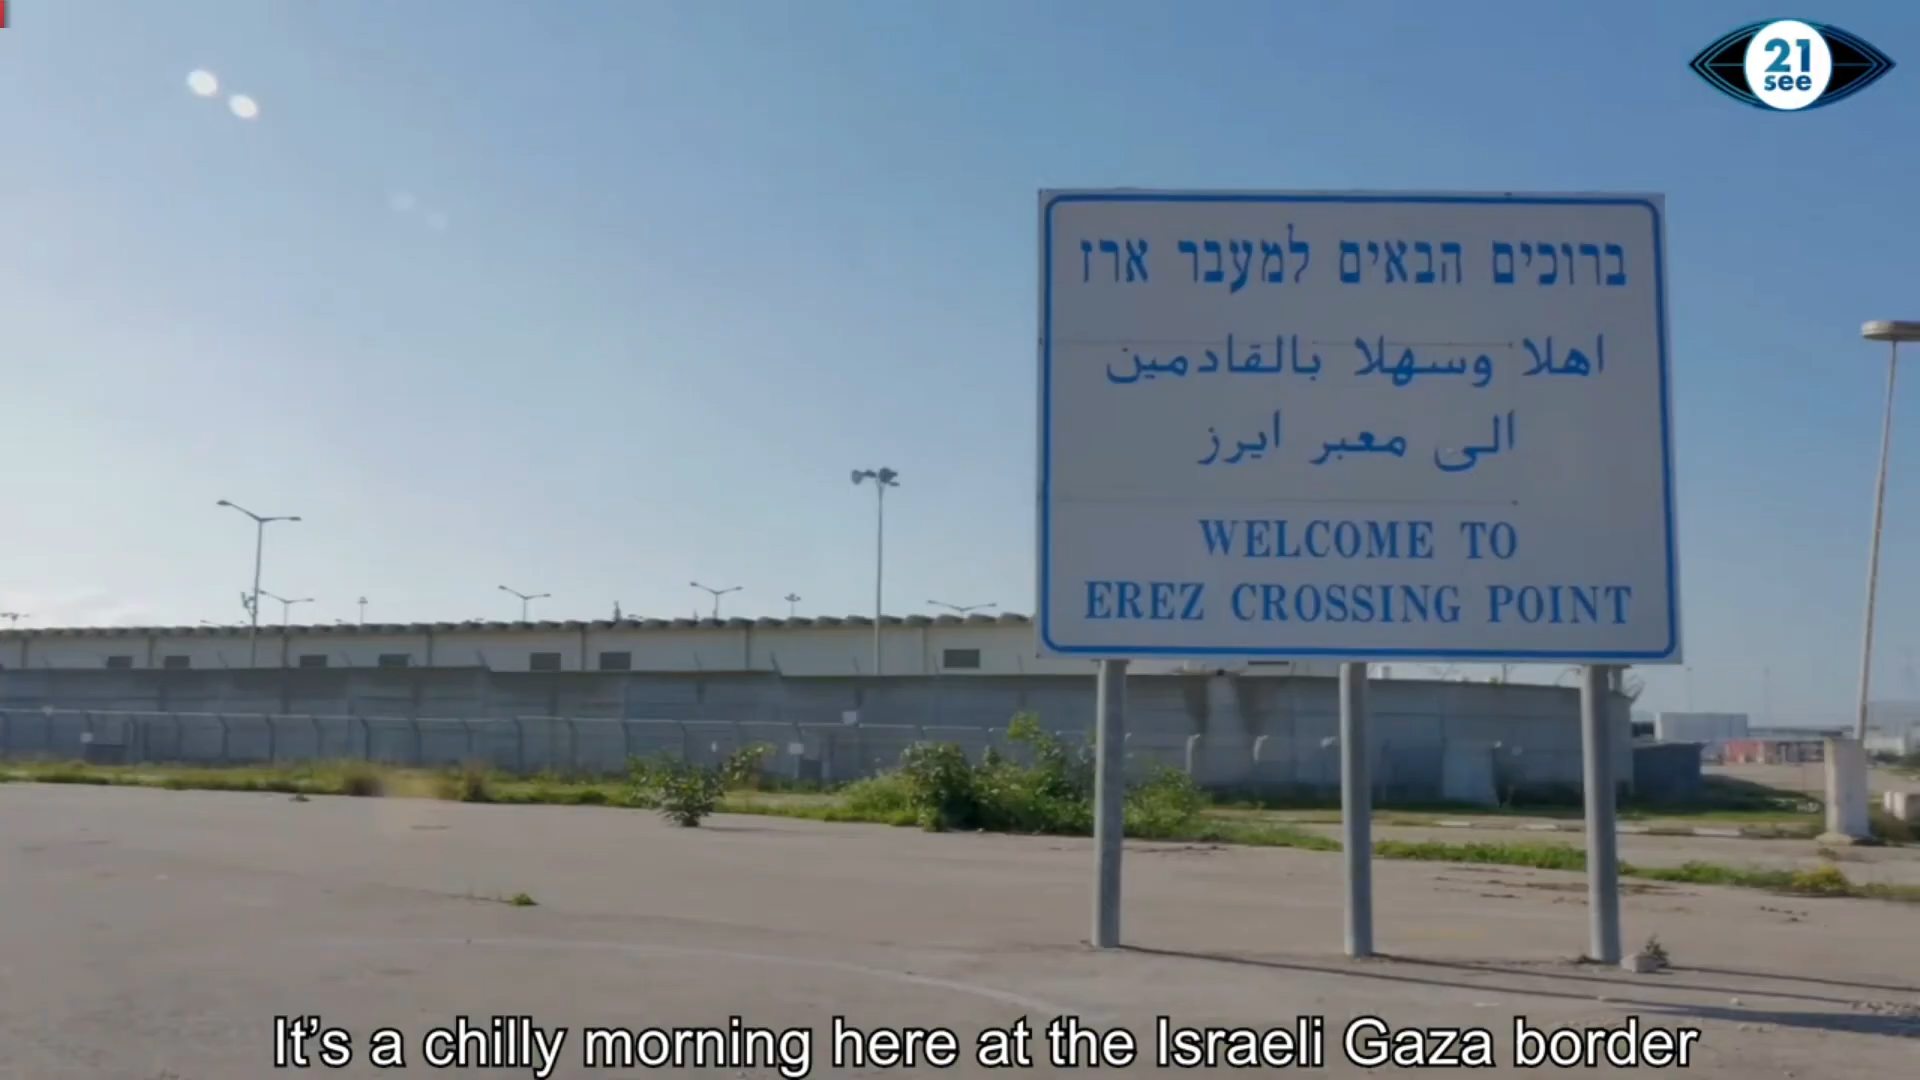 21
see
ברוכים הבאים למעבר ארז
اهلا وسهلا بالقادمين
الى معبر ايرز
WELCOME TO
EREZ CROSSING POINT
It's a chilly morning here at the Israeli Gaza border